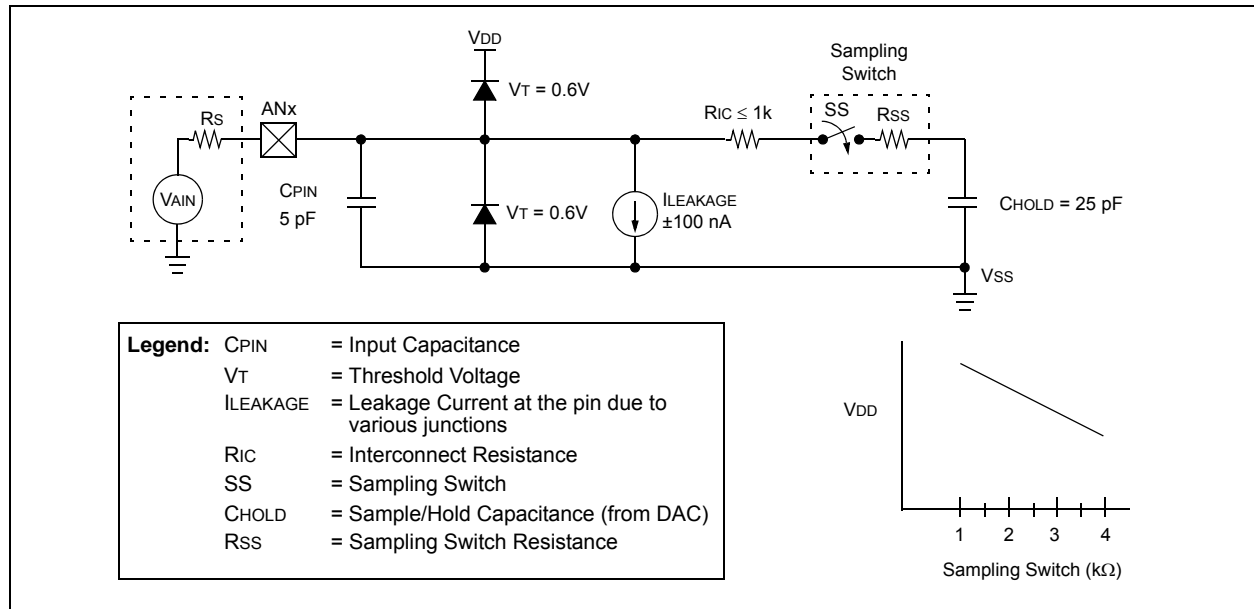 VDD
Sampling
Switch
VT = 0.6V
RS
ANx
RIC ≤ 1k
SS
RSS
VAIN
CPIN
5 pF
VT = 0.6V
ILEAKAGE
±100 nA
CHOLD = 25 pF
VSS
Legend: CPIN = Input Capacitance
VT = Threshold Voltage
ILEAKAGE = Leakage Current at the pin due to
various junctions
RIC = Interconnect Resistance
SS = Sampling Switch
CHOLD = Sample/Hold Capacitance (from DAC)
RSS = Sampling Switch Resistance
VDD
1 2 3 4
Sampling Switch (kΩ)